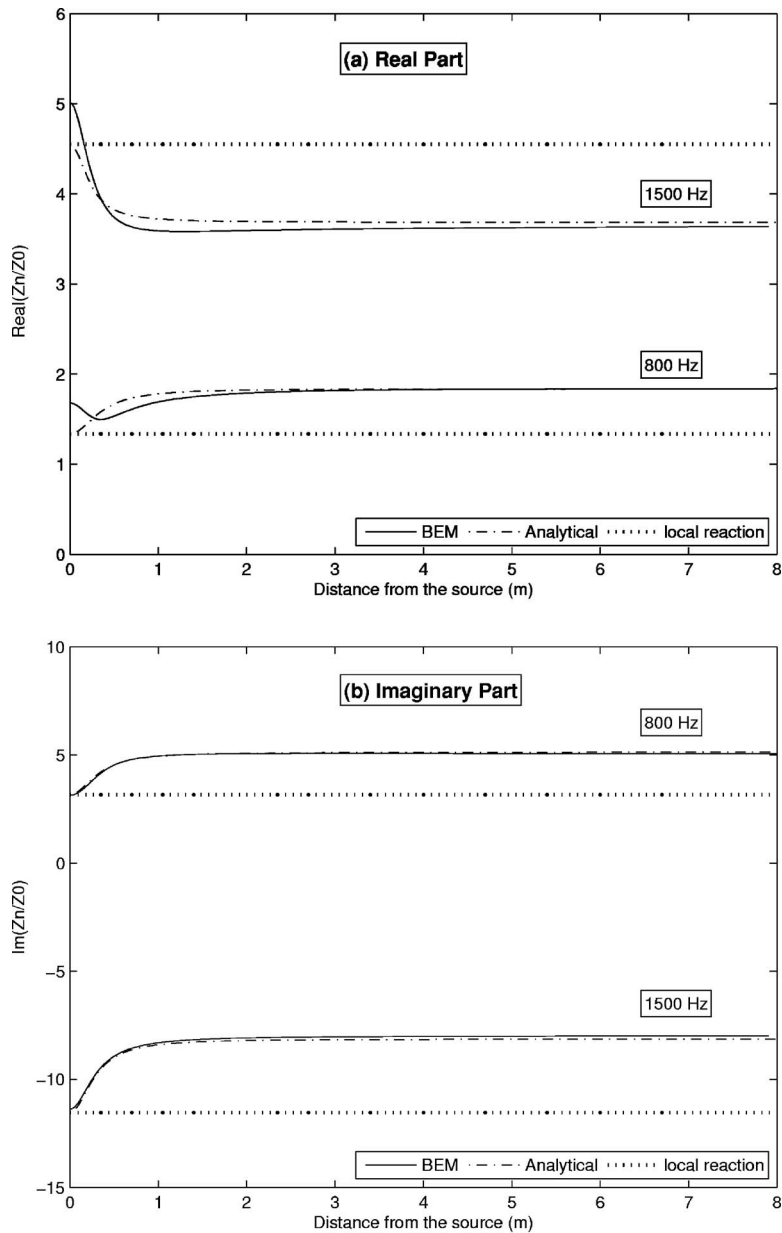 (a) Real Part
6
5
4
3
2
1
0
Real(Zn/Z0)
1500 Hz
800 Hz
BEM Analytical local reaction
0 1 2 3 4 5 6 7 8
Distance from the source (m)
(b) Imaginary Part
10
5
0
−5
−10
−15
Im(Zn/Z0)
800 Hz
1500 Hz
BEM Analytical local reaction
0 1 2 3 4 5 6 7 8
Distance from the source (m)